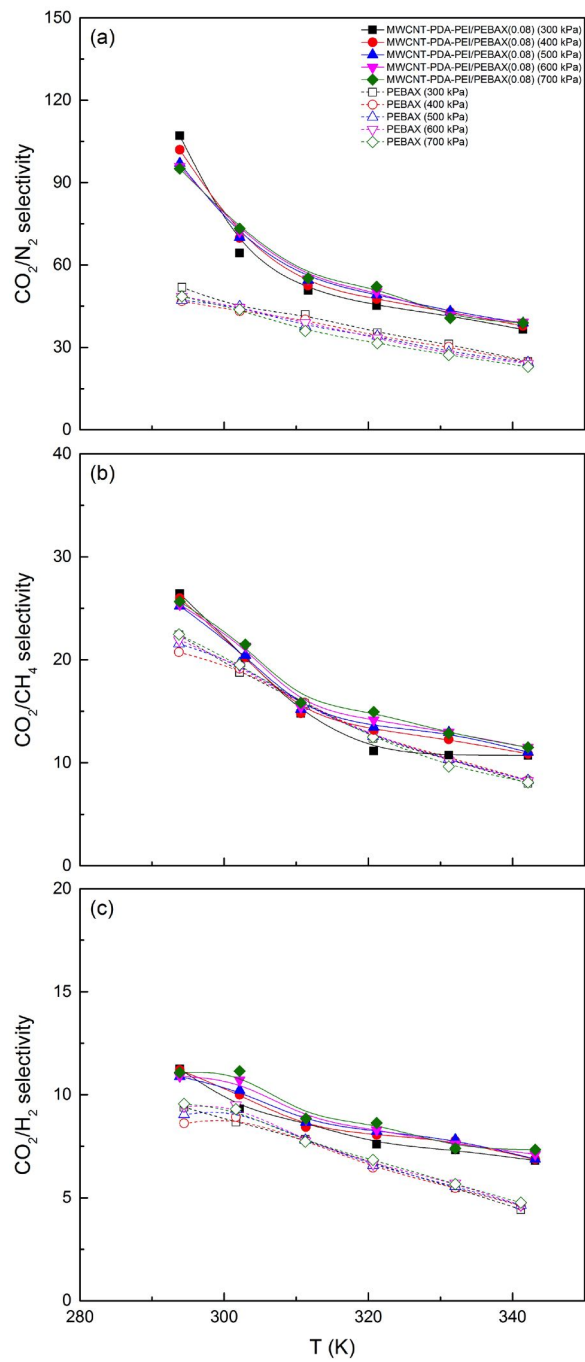 150
(a)
MWCNT-PDA-PEI/PEBAX(0.08) (300 kPa)
MWCNT-PDA-PEI/PEBAX(0.08) (400 kPa)
MWCNT-PDA-PEI/PEBAX(0.08) (500 kPa)
MWCNT-PDA-PEI/PEBAX(0.08) (600 kPa)
MWCNT-PDA-PEI/PEBAX(0.08) (700 kPa)
PEBAX (300 kPa)
PEBAX (400 kPa)
PEBAX (500 kPa)
PEBAX (600 kPa)
PEBAX (700 kPa)
120
90
60
30
0
CO₂/N₂ selectivity
40
(b)
30
20
10
0
CO₂/CH₄ selectivity
20
(c)
15
10
5
0
CO₂/H₂ selectivity
280 300 320 340
T (K)